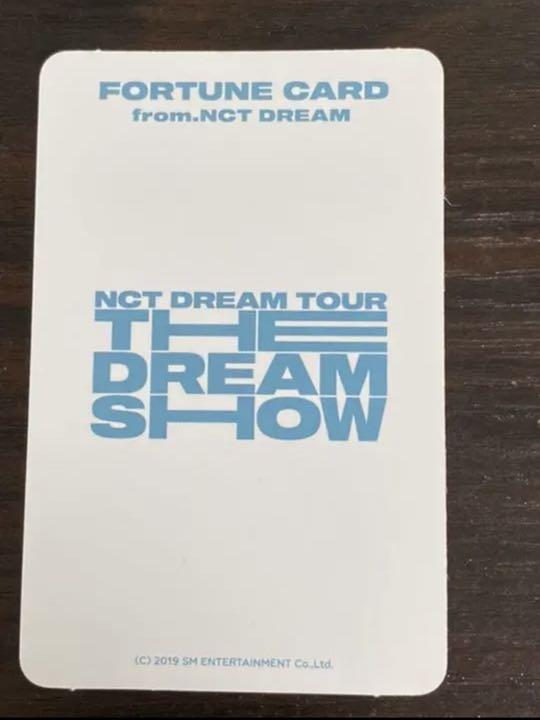 FORTUNE CARD
from.NCT DREAM
NCT DREAM TOUR
THE
DREAM
SHOW
(C) 2019 SM ENTERTAINMENT Co.,Ltd.